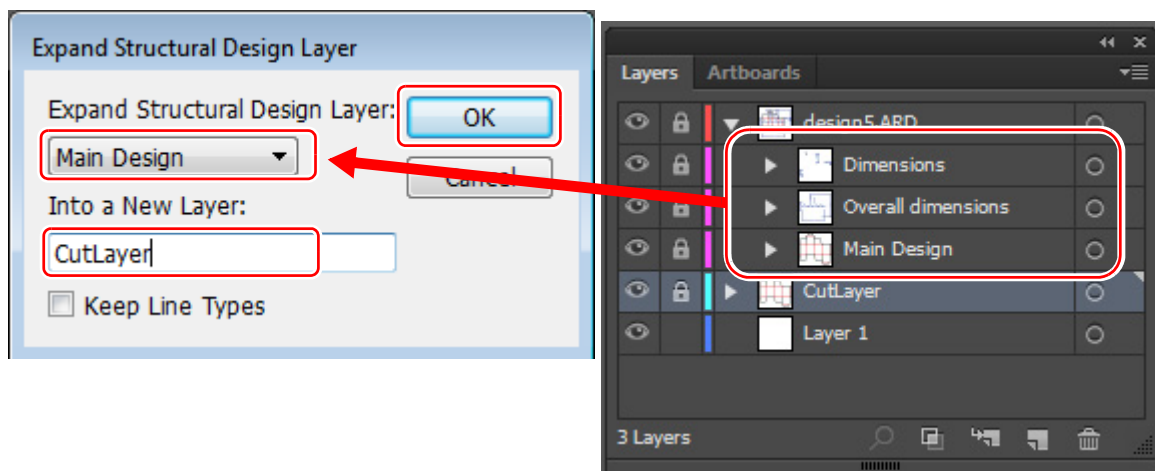 Expand Structural Design Layer
Expand Structural Design Layer:
OK
Main Design
Cancel
Into a New Layer:
CutLayer
Keep Line Types
Layers Artboards
design5.ARD
Dimensions
Overall dimensions
Main Design
CutLayer
Layer 1
3 Layers